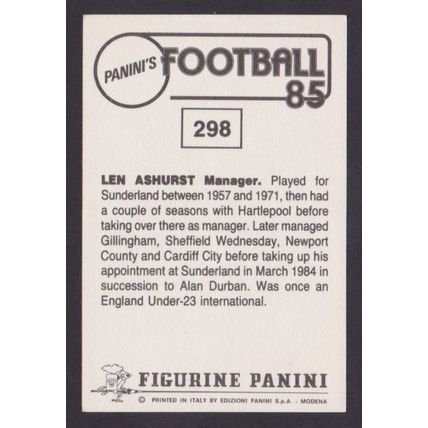 PANINI'S FOOTBALL
85
298
LEN ASHURST Manager. Played for
Sunderland between 1957 and 1971, then had
a couple of seasons with Hartlepool before
taking over there as manager. Later managed
Gillingham, Sheffield Wednesday, Newport
County and Cardiff City before taking up his
appointment at Sunderland in March 1984 in
succession to Alan Durban. Was once an
England Under-23 international.
FIGURINE PANINI
© PRINTED IN ITALY BY EDIZIONI PANINI S.p.A. - MODENA